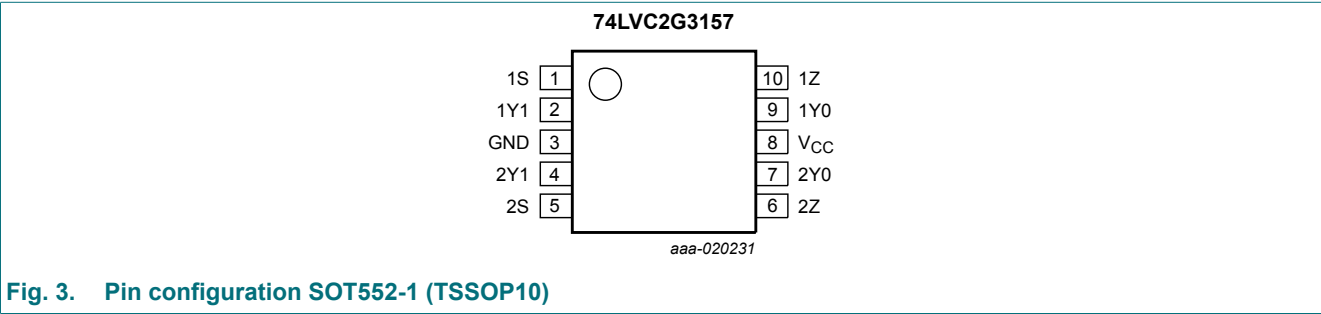 74LVC2G3157
1S 1 10 1Z
1Y1 2 9 1Y0
GND 3 8 VCC
2Y1 4 7 2Y0
2S 5 6 2Z
aaa-020231
Fig. 3. Pin configuration SOT552-1 (TSSOP10)